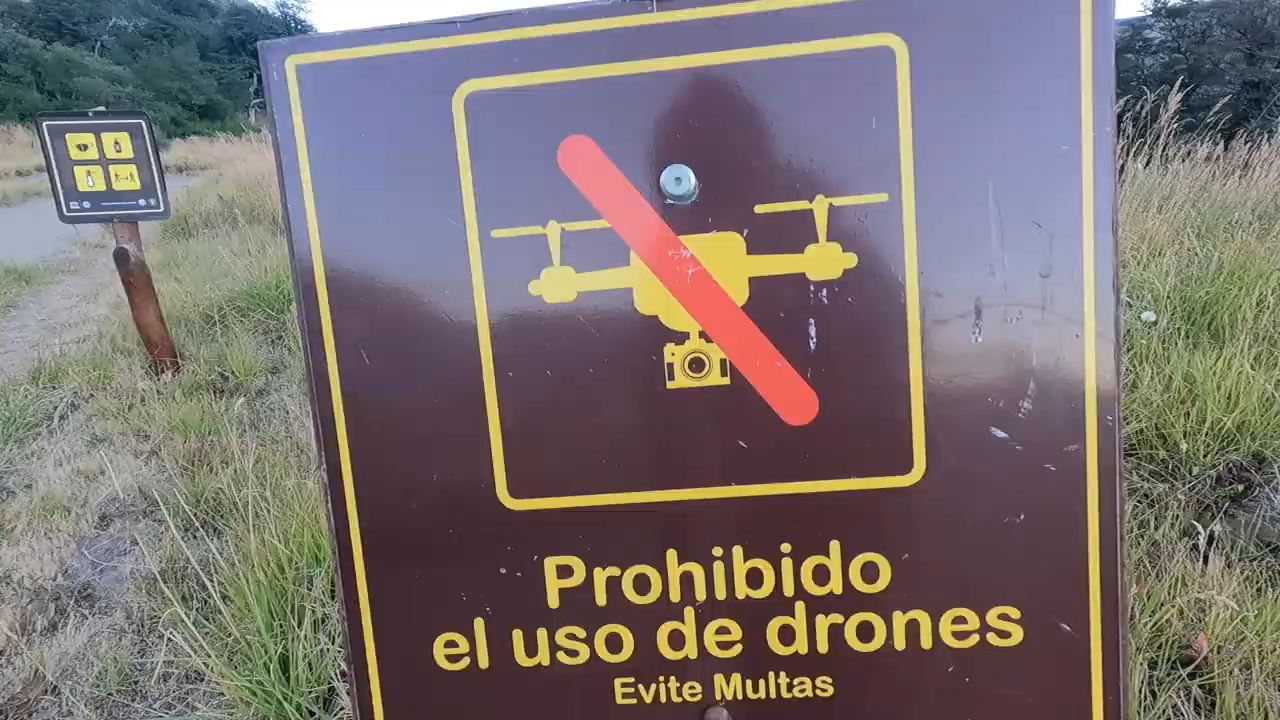 Prohibido
el uso de drones
Evite Multas